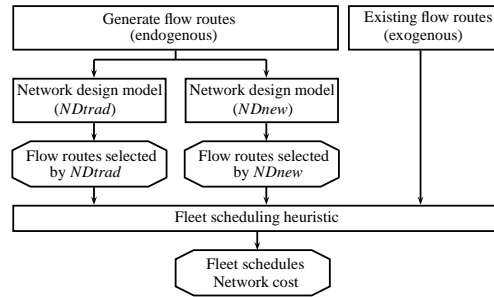 Generate flow routes
(endogenous)
Existing flow routes
(exogenous)
Network design model
(NDtrad)
Network design model
(NDnew)
Flow routes selected
by NDtrad
Flow routes selected
by NDnew
Fleet scheduling heuristic
Fleet schedules
Network cost